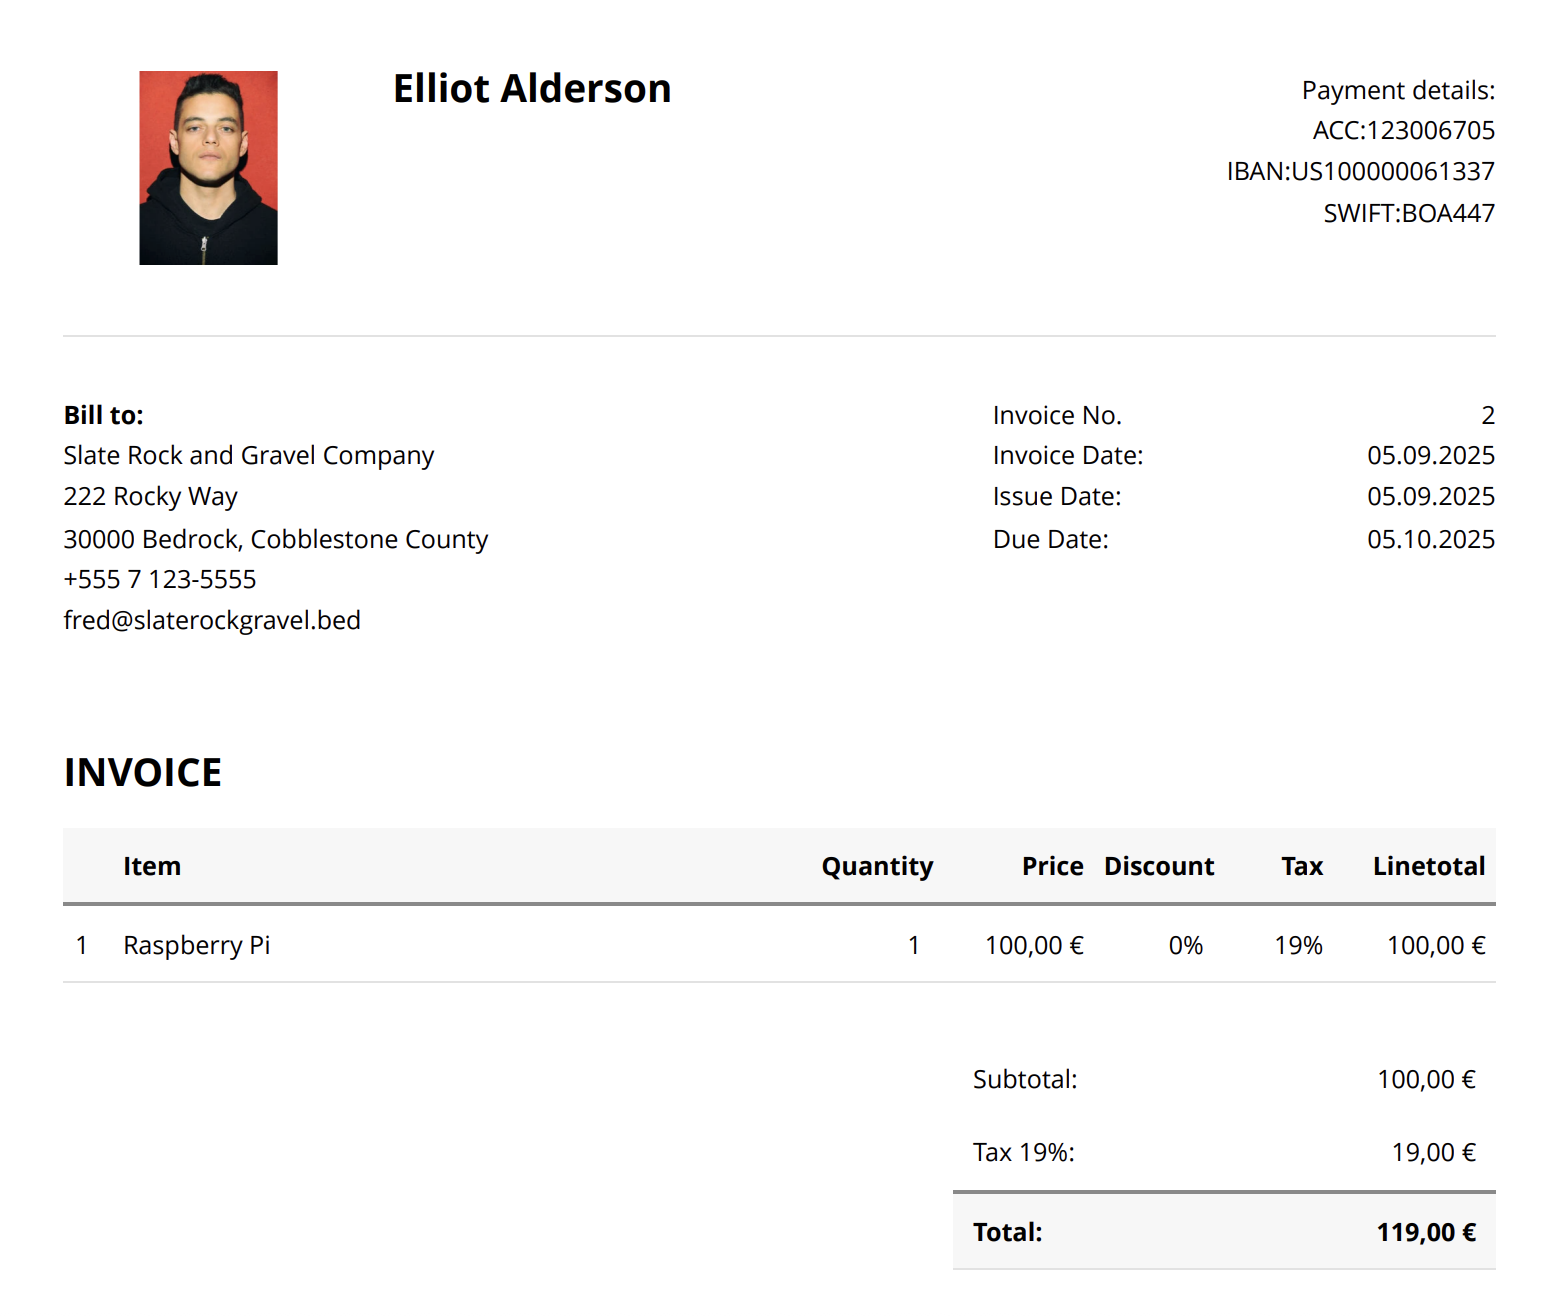 Elliot Alderson
Payment details:
ACC:123006705
IBAN:US100000061337
SWIFT:BOA447
Bill to:
Slate Rock and Gravel Company
222 Rocky Way
30000 Bedrock, Cobblestone County
+555 7 123-5555
fred@slaterockgravel.bed
Invoice No. 2
Invoice Date: 05.09.2025
Issue Date: 05.09.2025
Due Date: 05.10.2025
INVOICE
Item Quantity Price Discount Tax Linetotal
1 Raspberry Pi 1 100,00 € 0% 19% 100,00 €
Subtotal: 100,00 €
Tax 19%: 19,00 €
Total: 119,00 €